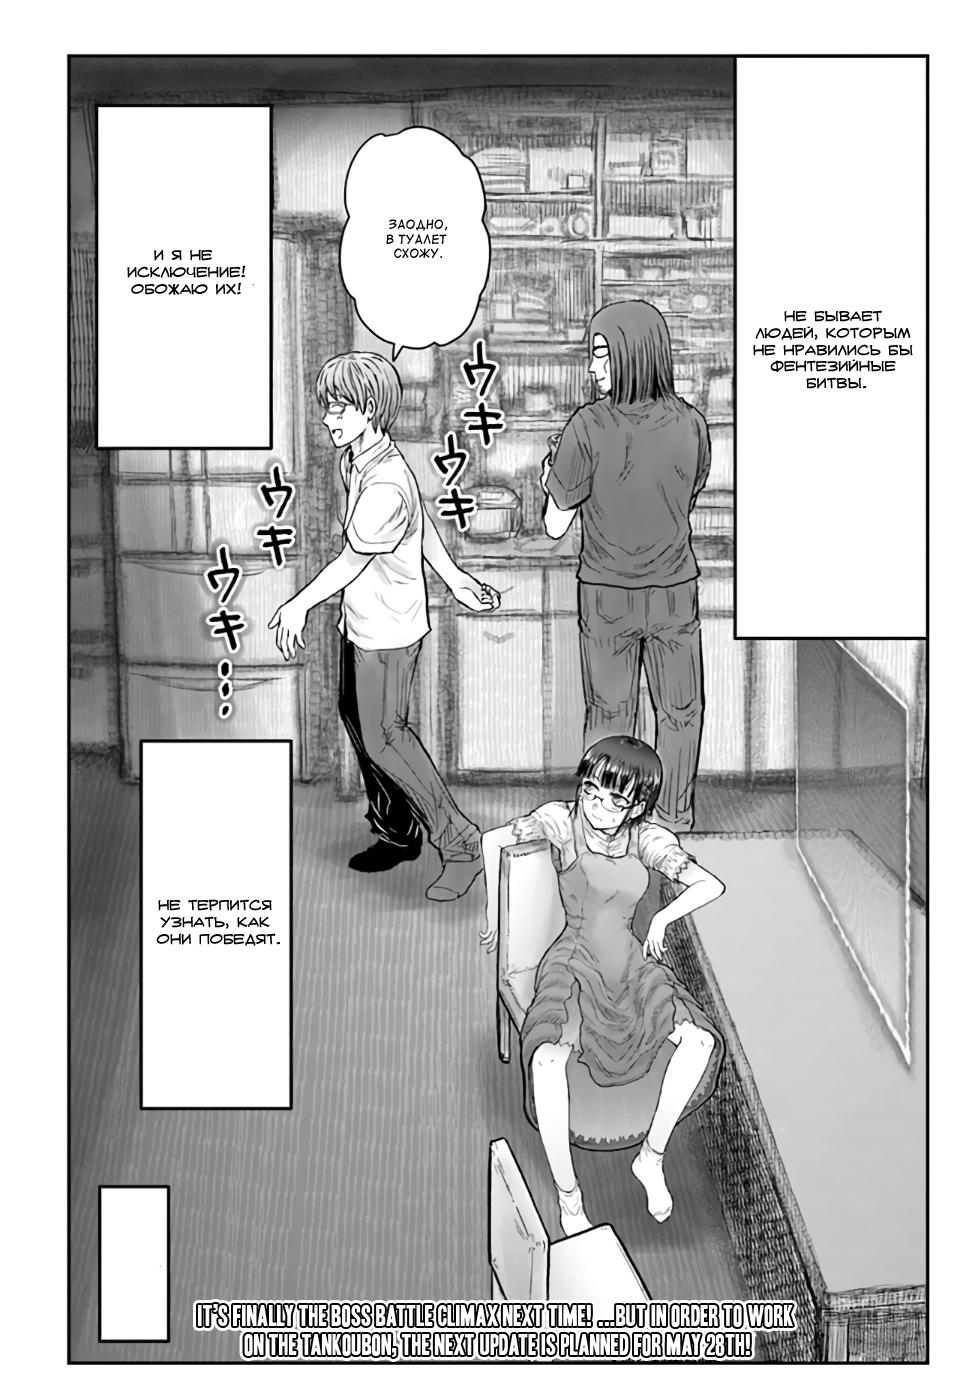 НЕ БЫВАЕТ
ЛЮДЕЙ, КОТОРЫМ
НЕ НРАВИЛИСЬ БЫ
ФЕНТЕЗИЙНЫЕ
БИТВЫ.
ЗАОДНО,
В ТУАЛЕТ
СХОЖУ.
И Я НЕ
ИСКЛЮЧЕНИЕ!
ОБОЖАЮ ИХ!
ウキ
ウキ
ウキ
ウキ...
НЕ ТЕРПИТСЯ
УЗНАТЬ, КАК
ОНИ ПОБЕДЯТ.
IT'S FINALLY THE BOSS BATTLE CLIMAX NEXT TIME! ...BUT IN ORDER TO WORK
ON THE TANKOUBON, THE NEXT UPDATE IS PLANNED FOR MAY 28TH!